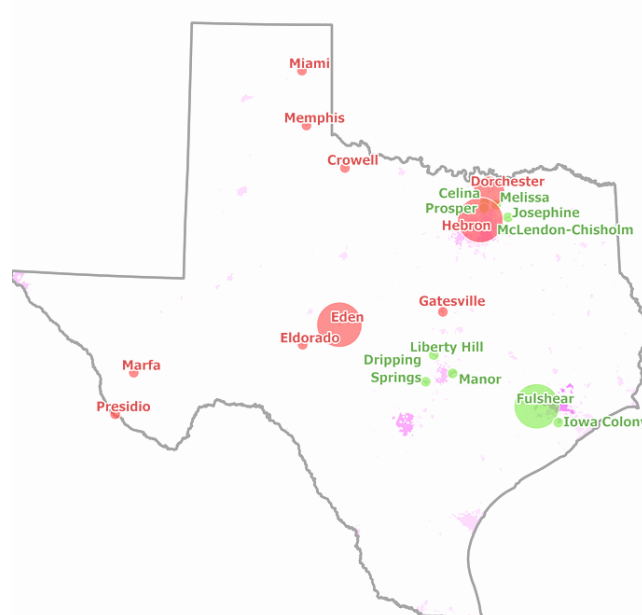 Miami
Memphis
Crowell
Dorchester
Celina
Melissa
Prosper
Josephine
Hebron
McLendon-Chisholm
Gatesville
Eden
Eldorado
Liberty Hill
Dripping
Springs
Manor
Marfa
Presidio
Fulshear
Iowa Colon